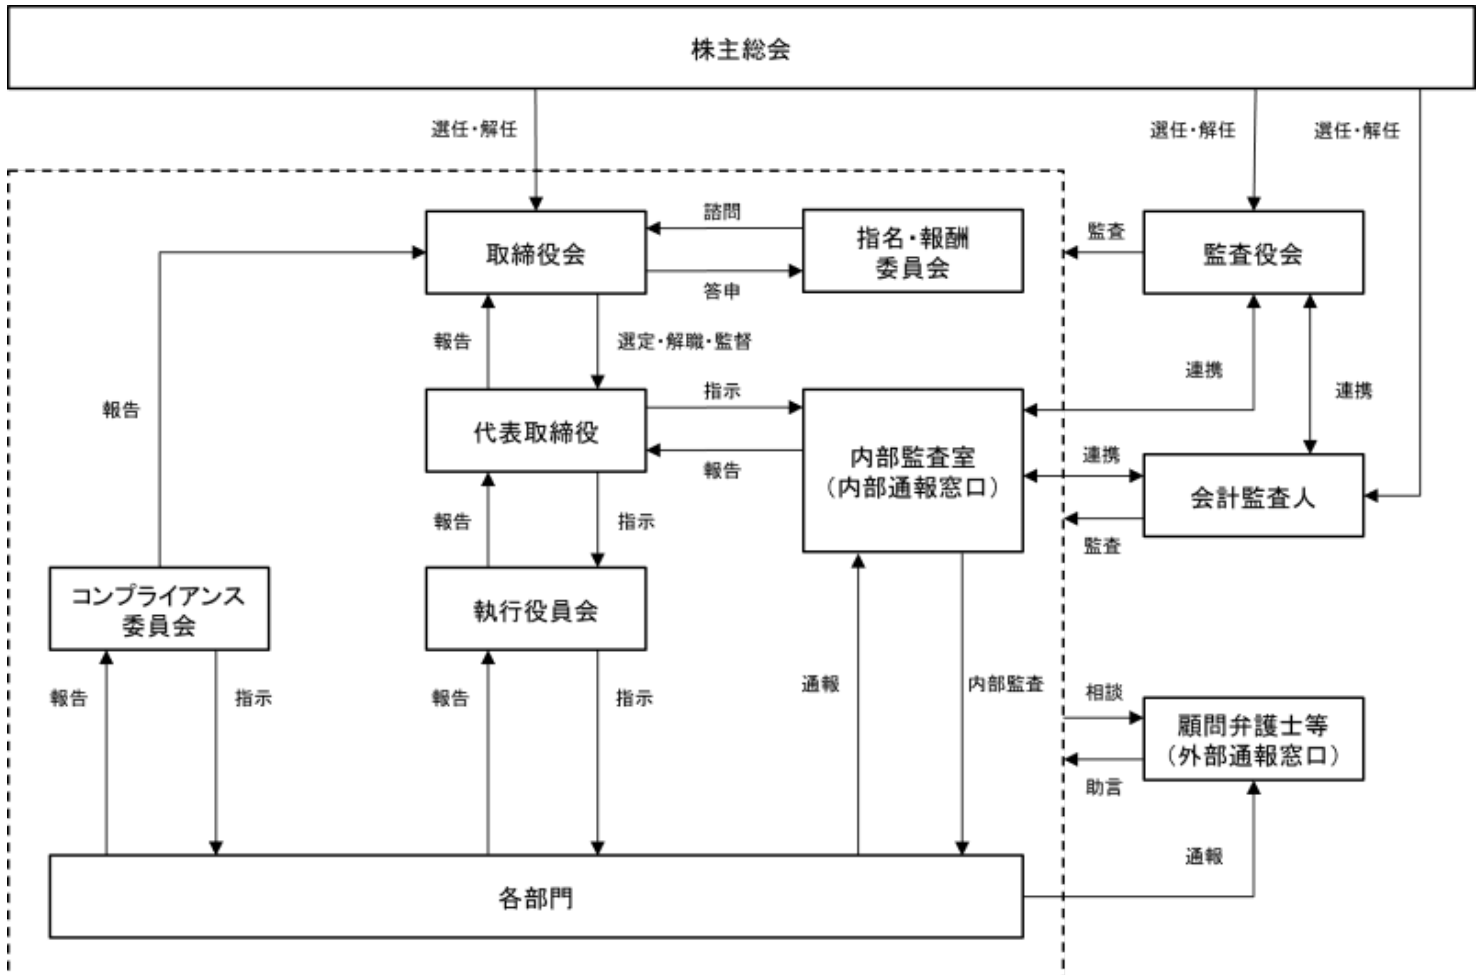 株主総会
選任・解任
選任・解任
選任・解任
取締役会
諮問
答申
指名・報酬
委員会
監査
監査役会
報告
選定・解職・監督
報告
連携
連携
代表取締役
指示
報告
内部監査室
（内部通報窓口）
連携
監査
会計監査人
報告
指示
コンプライアンス
委員会
執行役員会
報告
指示
報告
指示
通報
内部監査
相談
助言
顧問弁護士等
（外部通報窓口）
通報
各部門